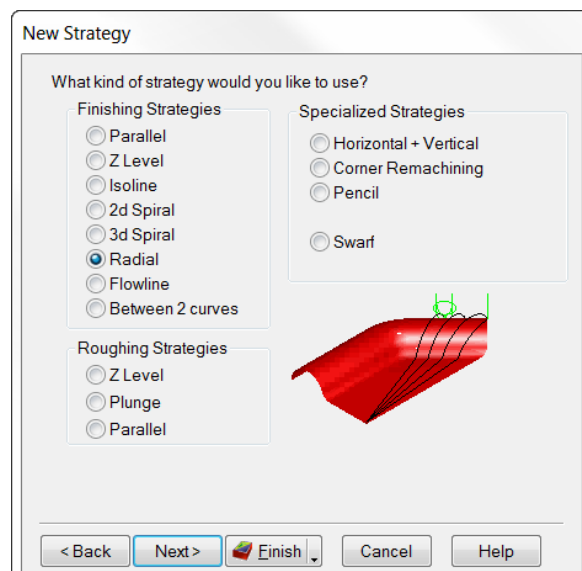 New Strategy
What kind of strategy would you like to use?
Finishing Strategies
Parallel
Z Level
Isoline
2d Spiral
3d Spiral
Radial
Flowline
Between 2 curves
Roughing Strategies
Z Level
Plunge
Parallel
Specialized Strategies
Horizontal + Vertical
Corner Remachining
Pencil
Swarf
< Back Next > Finish Cancel Help